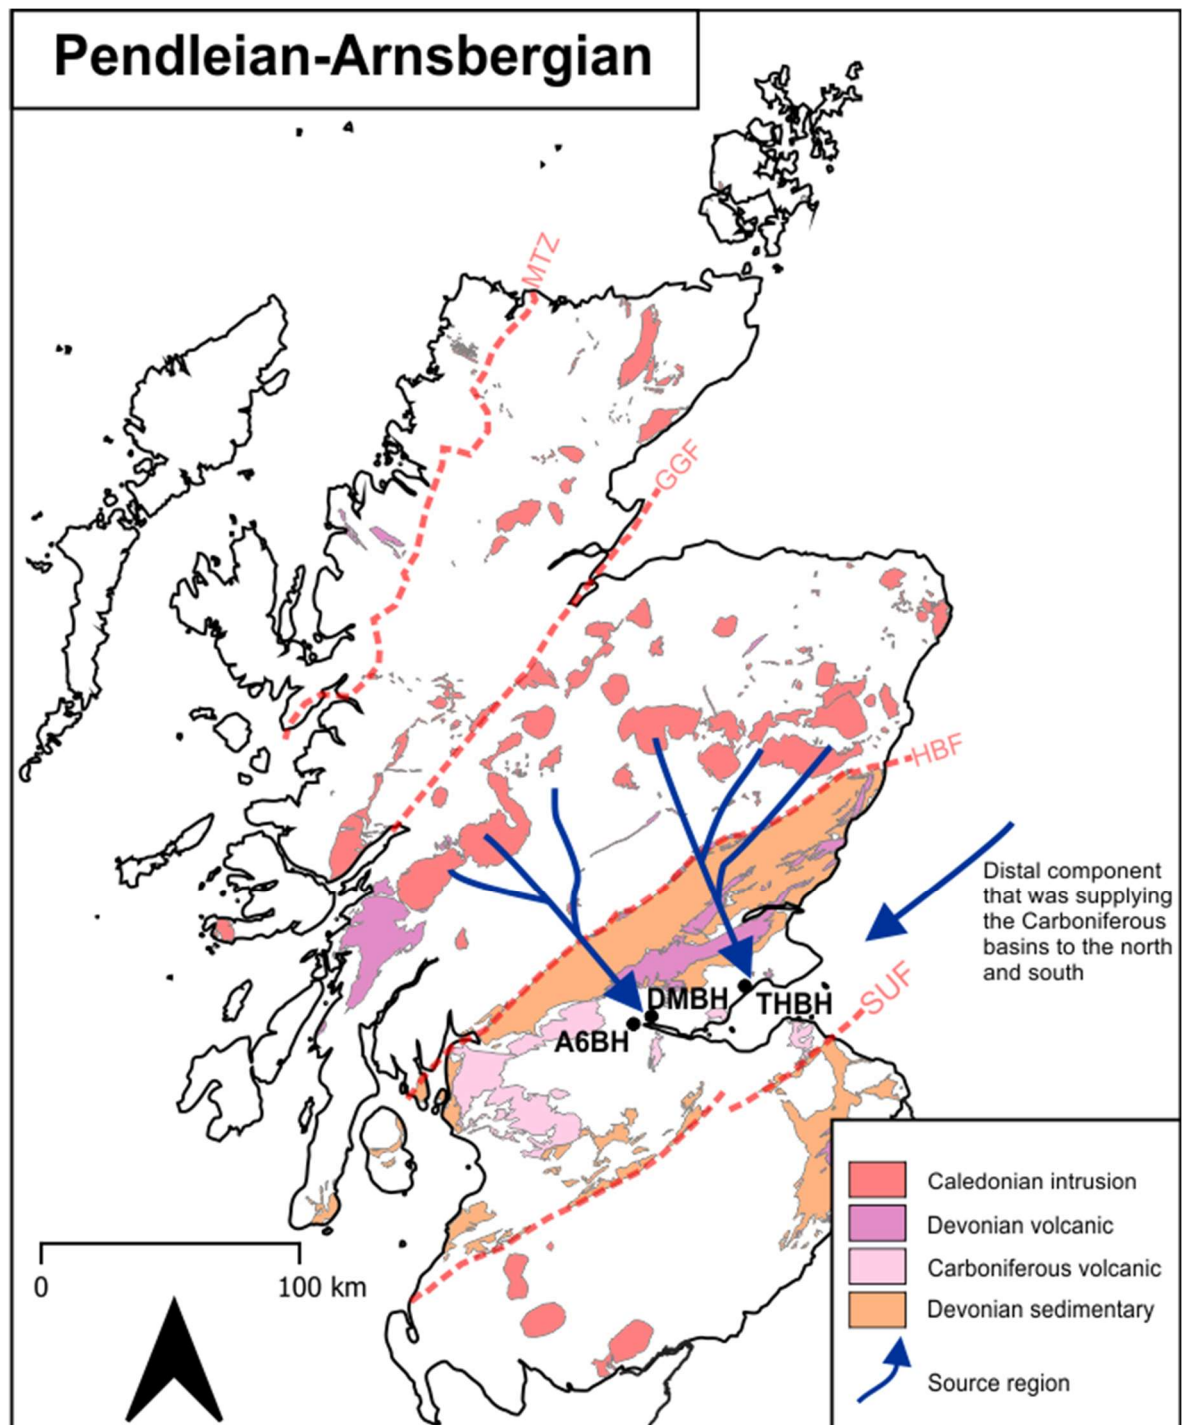 Pendleian-Arnsbergian
MTZ
GGF
HBF
Distal component
that was supplying
the Carboniferous
basins to the north
and south
SUF
DMBH
THBH
A6BH
Caledonian intrusion
Devonian volcanic
Carboniferous volcanic
Devonian sedimentary
Source region
0
100 km